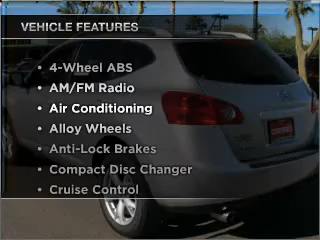 VEHICLE FEATURES
• 4-Wheel ABS
• AM/FM Radio
• Air Conditioning
• Alloy Wheels
• Anti-Lock Brakes
• Compact Disc Changer
• Cruise Control